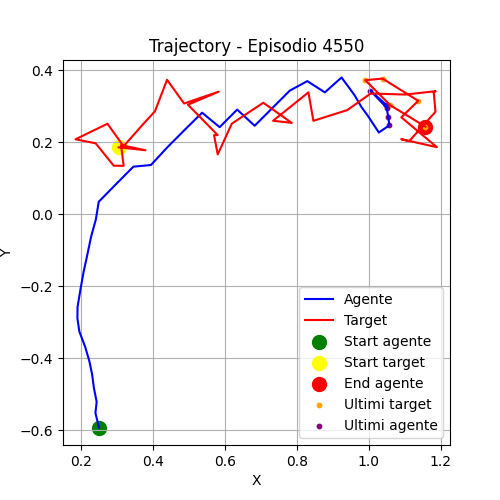 Trajectory - Episodio 4550
0.4
0.2
0.0
−0.2
−0.4
−0.6
Y
Agente
Target
Start agente
Start target
End agente
Ultimi target
Ultimi agente
0.2 0.4 0.6 0.8 1.0 1.2
X